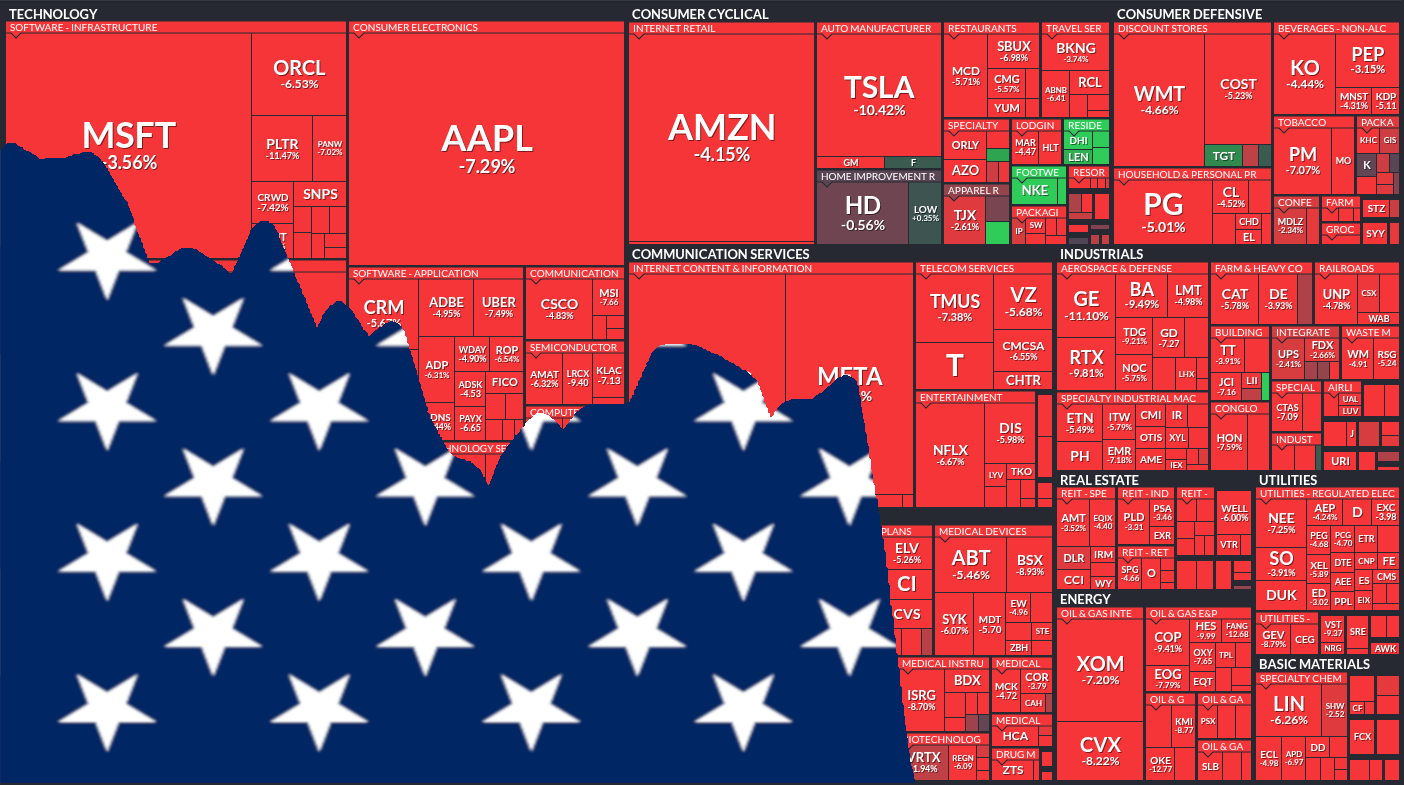 TECHNOLOGY
SOFTWARE - INFRASTRUCTURE
MSFT
-3.56%
ORCL
-6.53%
PLTR
-11.47%
PANW
-7.02%
CRWD
-7.42%
SNPS
CONSUMER ELECTRONICS
AAPL
-7.29%
SOFTWARE - APPLICATION
CRM
ADBE
-4.95%
UBER
-7.49%
ADP
-6.31%
WDAY
-4.90%
ROP
-6.54%
ADSK
-4.53
FICO
PAYX
-6.65
COMMUNICATION
CSCO
-4.83%
MSI
-7.66
SEMICONDUCTOR
AMAT
-6.32%
LRCX
-9.40
KLAC
-7.13
CONSUMER CYCLICAL
INTERNET RETAIL
AMZN
-4.15%
AUTO MANUFACTURER
TSLA
-10.42%
GM
F
HOME IMPROVEMENT R
HD
-0.56%
LOW
+0.35%
RESTAURANTS
MCD
-5.71%
SBUX
-6.98%
CMG
-5.57%
YUM
TRAVEL SER
BKNG
-3.74%
ABNB
-6.41
RCL
SPECIALTY
ORLY
AZO
LODGIN
MAR
-4.47
HLT
RESIDE
DHI
LEN
FOOTWE
NKE
RESOR
APPAREL R
TJX
-2.61%
PACKAGI
IP
SW
CONSUMER DEFENSIVE
DISCOUNT STORES
WMT
-4.66%
COST
-5.23%
TGT
BEVERAGES - NON-ALC
KO
-4.44%
PEP
-3.15%
MNST
-4.31%
KDP
-5.11
TOBACCO
PM
-7.07%
MO
PACKA
KHC
GIS
K
HOUSEHOLD & PERSONAL PR
PG
-5.01%
CL
-4.52%
CHD
EL
CONFE
MDLZ
-2.34%
FARM
GROC
STZ
SYY
COMMUNICATION SERVICES
INTERNET CONTENT & INFORMATION
META
TELECOM SERVICES
TMUS
-7.38%
VZ
-5.68%
T
CMCSA
-6.55%
CHTR
ENTERTAINMENT
NFLX
-6.67%
DIS
-5.98%
LYV
TKO
INDUSTRIALS
AEROSPACE & DEFENSE
GE
-11.10%
BA
-9.49%
LMT
-4.98%
RTX
-9.81%
TDG
-9.21%
GD
-7.27
NOC
-5.75%
LHX
SPECIALTY INDUSTRIAL MAC
ETN
-5.49%
ITW
-5.79%
CMI
IR
OTIS
XYL
PH
EMR
-7.18%
AME
IEX
FARM & HEAVY CO
CAT
-5.78%
DE
-3.93%
RAILROADS
UNP
-4.78%
CSX
WAB
BUILDING
TT
-3.91%
JCI
-7.16
LII
INTEGRATE
UPS
-2.41%
FDX
-2.66%
WASTE M
WM
-4.91
RSG
-5.24
CONGLO
HON
-7.59%
SPECIAL
CTAS
-7.09
AIRLI
UAL
LUV
INDUST
J
URI
PLANS
ELV
-5.26%
CI
CVS
MEDICAL DEVICES
ABT
-5.46%
BSX
-8.93%
SYK
-6.07%
MDT
-5.70
EW
-4.96
STE
ZBH
MEDICAL INSTRU
ISRG
-8.70%
BDX
MEDICAL
MCK
-4.72
COR
-3.79
CAH
MEDICAL
HCA
IOTECHNOLOG
VRTX
1.94%
REGN
-6.09
DRUG M
ZTS
REAL ESTATE
REIT - SPE
AMT
-3.52%
EQIX
-4.40
DLR
IRM
CCI
WY
REIT - IND
PLD
-3.31
PSA
-3.46
EXR
REIT - RET
SPG
-4.66
O
REIT -
WELL
-6.00%
VTR
ENERGY
OIL & GAS INTE
XOM
-7.20%
CVX
-8.22%
OIL & GAS E&P
COP
-9.41%
HES
-9.99
FANG
-12.68
OXY
-7.65
TPL
EOG
-7.79%
EQT
OIL & G
KMI
-8.77
OKE
-12.77
OIL & GA
PSX
OIL & GA
SLB
UTILITIES
UTILITIES - REGULATED ELEC
NEE
-7.25%
AEP
-4.24%
D
EXC
-3.98
PEG
-4.68
PCG
-4.70
ETR
SO
-3.91%
XEL
-5.89
DTE
CNP
FE
AEE
ES
CMS
DUK
ED
-3.02
PPL
EIX
UTILITIES -
GEV
-8.79%
CEG
VST
-9.37
NRG
SRE
AWK
BASIC MATERIALS
SPECIALTY CHEM
LIN
-6.26%
SHW
-2.52
ECL
-4.98
APD
-6.97
DD
CF
FCX